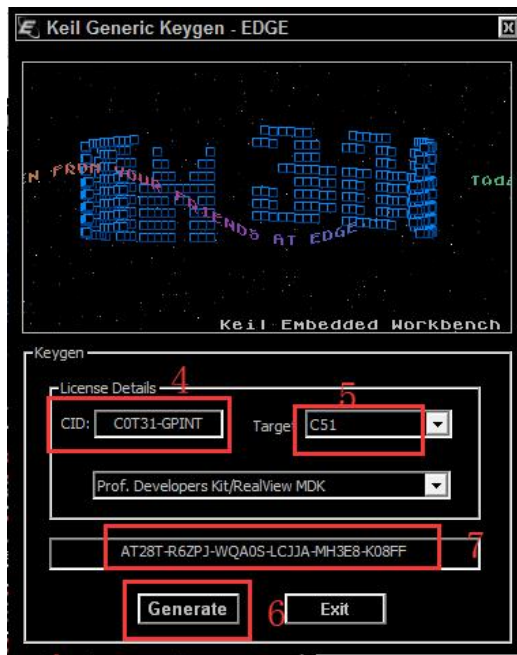 Keil Generic Keygen - EDGE
N FROM YOUR FRIENDS AT EDGE
TODA
Keil Embedded Workbench
Keygen
License Details
4
5
CID: C0T31-GPINT
Targe C51
Prof. Developers Kit/RealView MDK
AT28T-R6ZPJ-WQA0S-LCJJA-MH3E8-K08FF
7
Generate
6
Exit